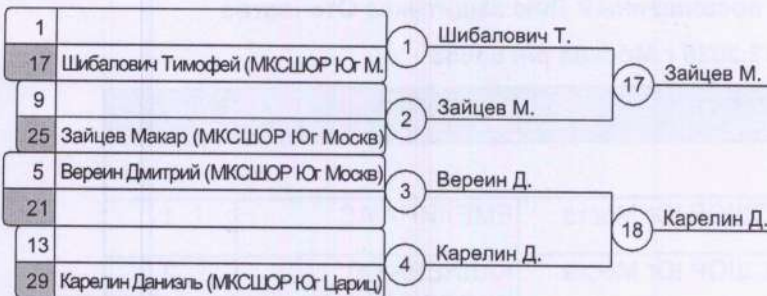 1
17 Шибалович Тимофей (МКСШОР Юг М.
9
25 Зайцев Макар (МКСШОР Юг Москв)
5 Вереин Дмитрий (МКСШОР Юг Москв)
21
13
29 Карелин Даниэль (МКСШОР Юг Цариц)
1 Шибалович Т.
2 Зайцев М.
3 Вереин Д.
4 Карелин Д.
17 Зайцев М.
18 Карелин Д.